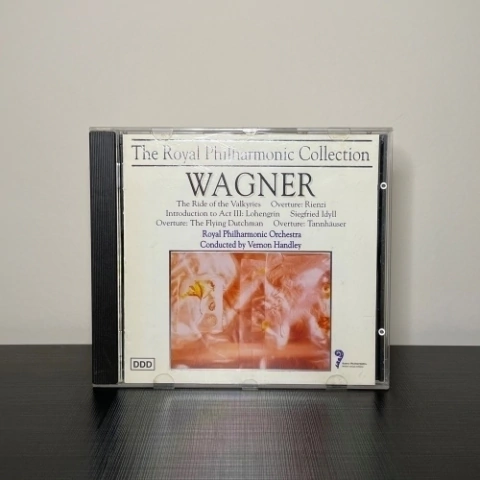 The Royal Philharmonic Collection
WAGNER
The Ride of the Valkyries Overture: Rienzi
Introduction to Act III: Lohengrin Siegfried Idyll
Overture: The Flying Dutchman Overture: Tannhäuser
Royal Philharmonic Orchestra
Conducted by Vernon Handley
DDD